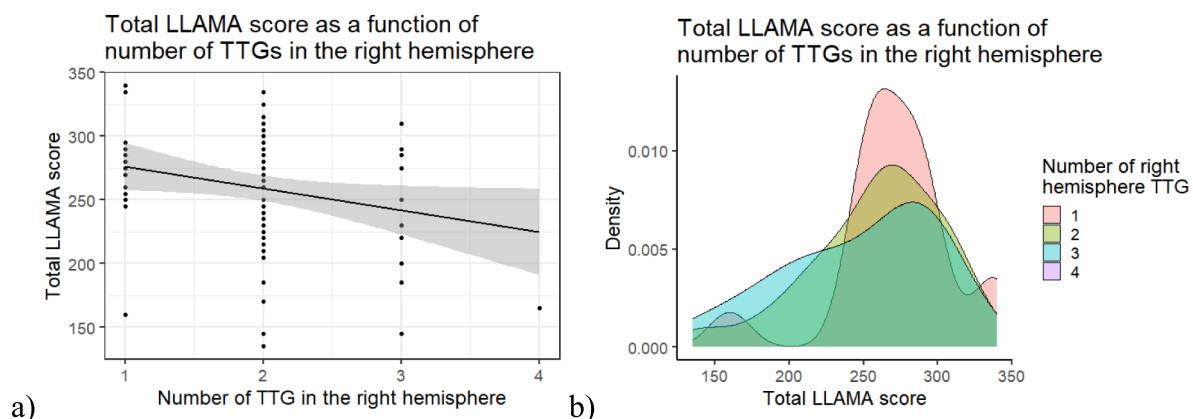 Total LLAMA score as a function of
number of TTGs in the right hemisphere
350
300
250
200
150
Total LLAMA score
1 2 3 4
Number of TTG in the right hemisphere
a)
Total LLAMA score as a function of
number of TTGs in the right hemisphere
0.010
0.005
0.000
Density
150 200 250 300 350
Total LLAMA score
Number of right
hemisphere TTG
1
2
3
4
b)